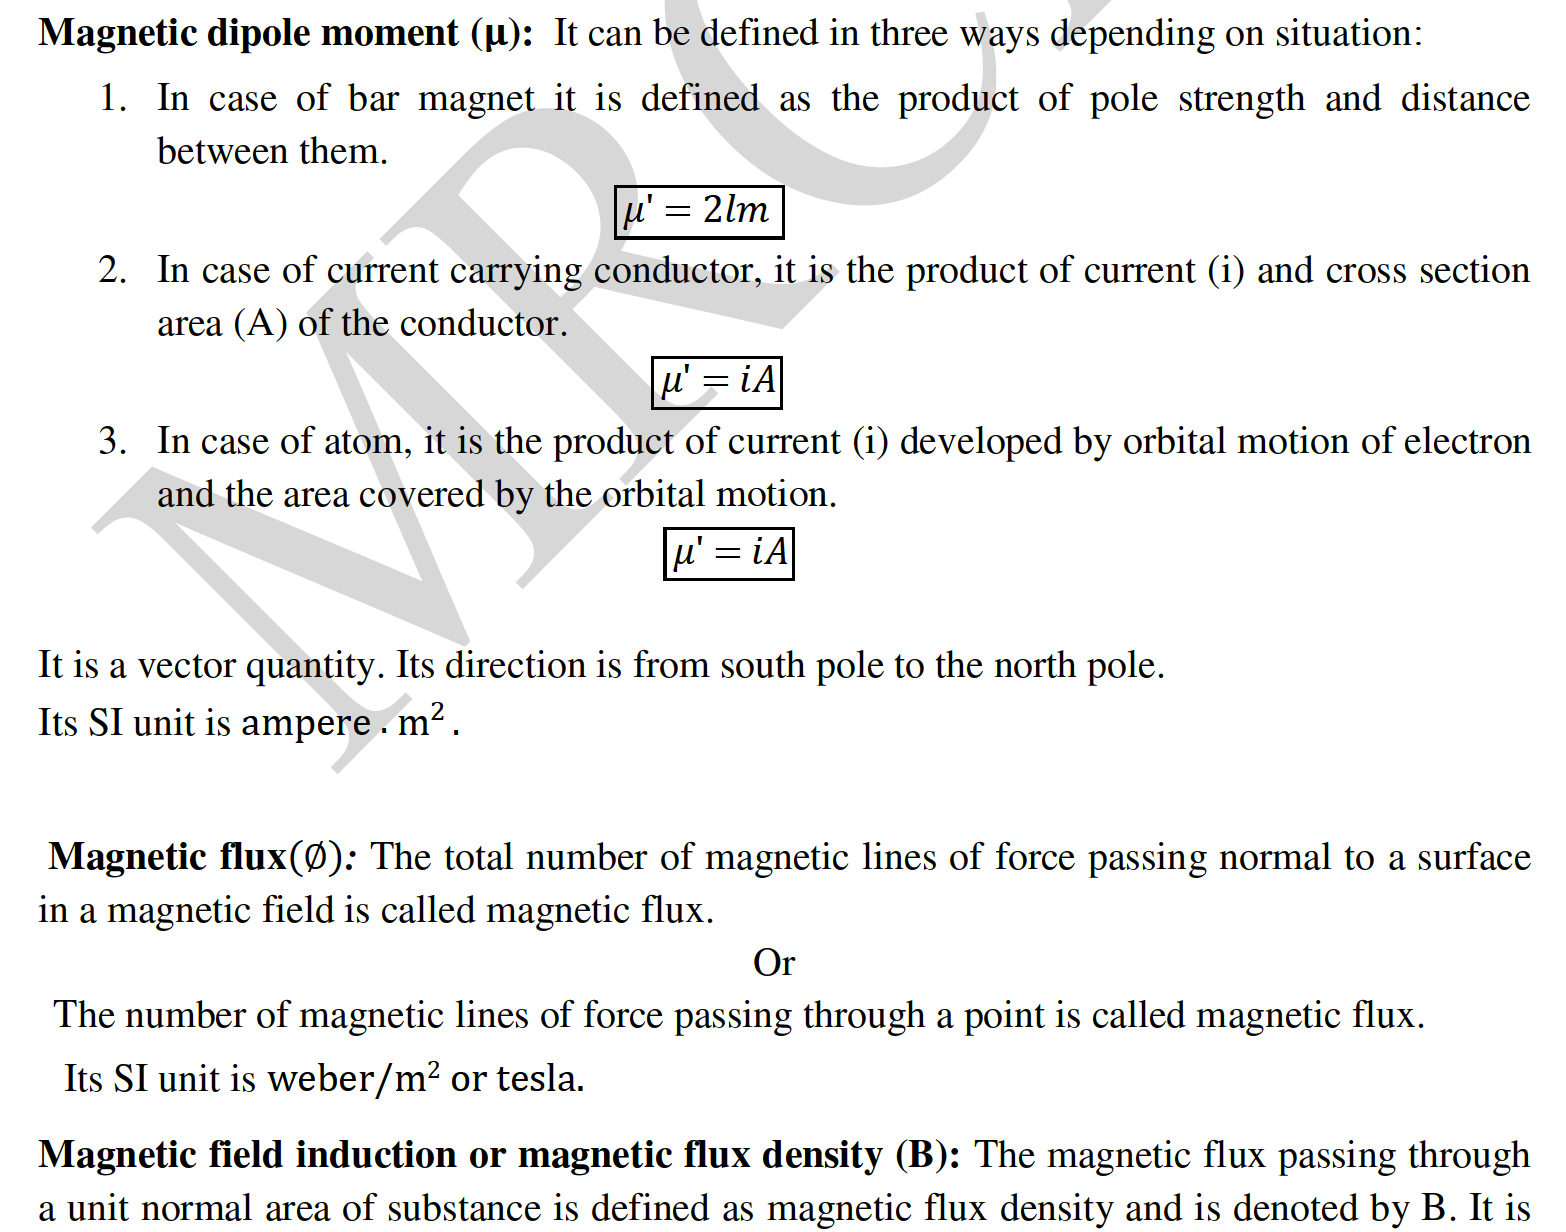 Magnetic dipole moment (μ): It can be defined in three ways depending on situation:
1. In case of bar magnet it is defined as the product of pole strength and distance
between them.
μ' = 2lm
2. In case of current carrying conductor, it is the product of current (i) and cross section
area (A) of the conductor.
μ' = iA
3. In case of atom, it is the product of current (i) developed by orbital motion of electron
and the area covered by the orbital motion.
μ' = iA
It is a vector quantity. Its direction is from south pole to the north pole.
Its SI unit is ampere . m².
Magnetic flux(∅): The total number of magnetic lines of force passing normal to a surface
in a magnetic field is called magnetic flux.
Or
The number of magnetic lines of force passing through a point is called magnetic flux.
Its SI unit is weber/m² or tesla.
Magnetic field induction or magnetic flux density (B): The magnetic flux passing through
a unit normal area of substance is defined as magnetic flux density and is denoted by B. It is